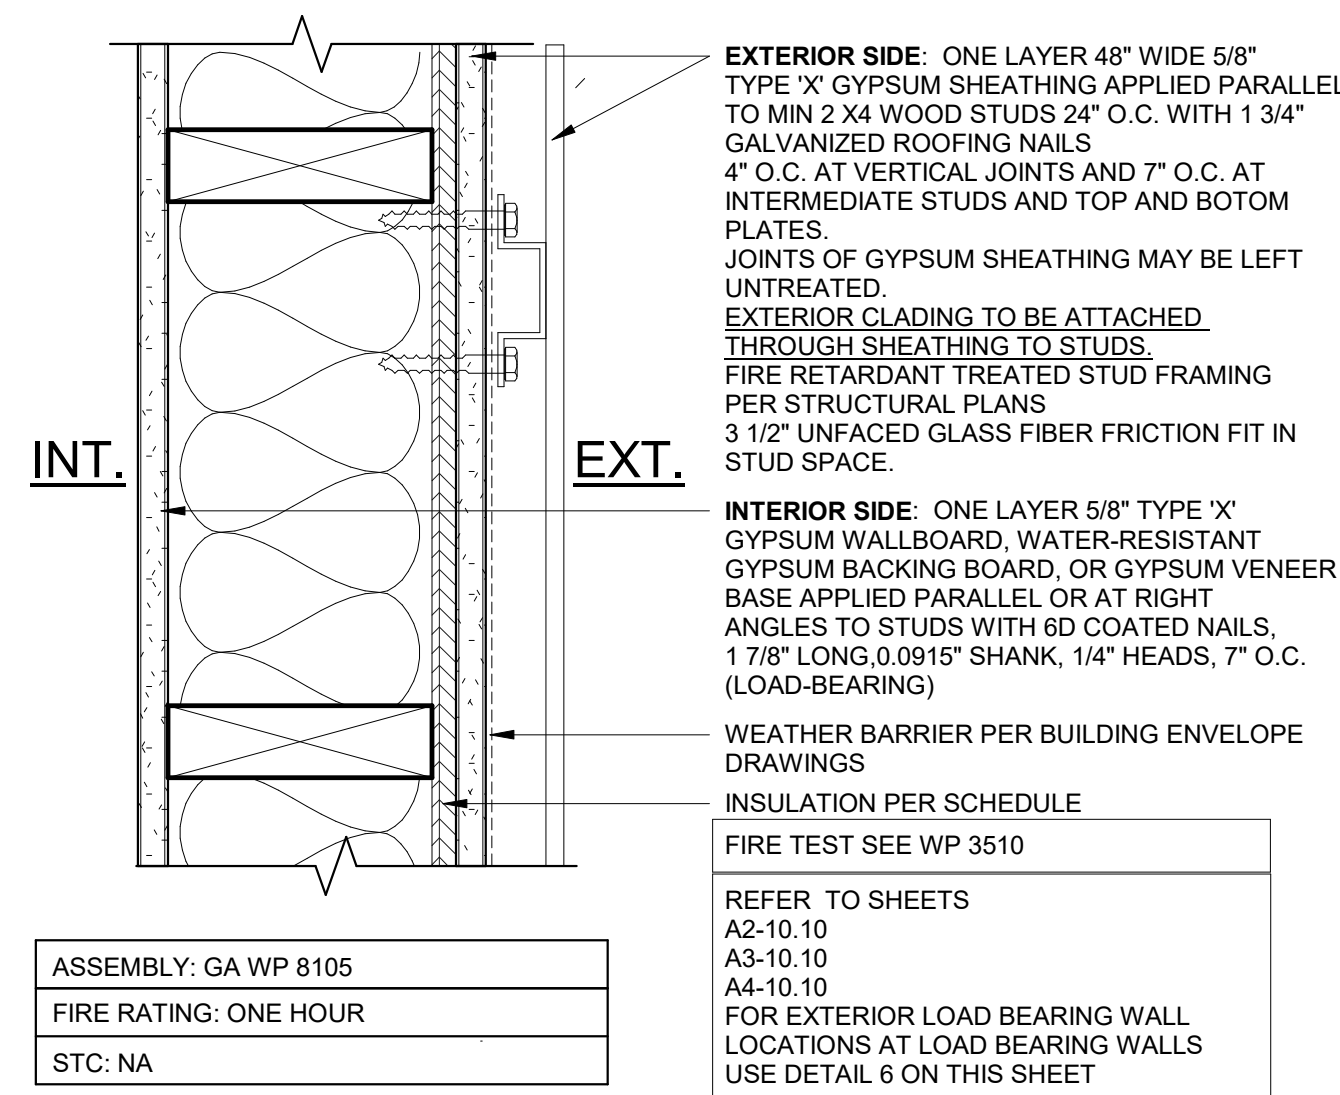 EXTERIOR SIDE: ONE LAYER 48" WIDE 5/8"
TYPE 'X' GYPSUM SHEATHING APPLIED PARALLEL
TO MIN 2 X4 WOOD STUDS 24" O.C. WITH 1 3/4"
GALVANIZED ROOFING NAILS
4" O.C. AT VERTICAL JOINTS AND 7" O.C. AT
INTERMEDIATE STUDS AND TOP AND BOTOM
PLATES.
JOINTS OF GYPSUM SHEATHING MAY BE LEFT
UNTREATED.
EXTERIOR CLADING TO BE ATTACHED
THROUGH SHEATHING TO STUDS.
FIRE RETARDANT TREATED STUD FRAMING
PER STRUCTURAL PLANS
3 1/2" UNFACED GLASS FIBER FRICTION FIT IN
STUD SPACE.
INT.
EXT.
INTERIOR SIDE: ONE LAYER 5/8" TYPE 'X'
GYPSUM WALLBOARD, WATER-RESISTANT
GYPSUM BACKING BOARD, OR GYPSUM VENEER
BASE APPLIED PARALLEL OR AT RIGHT
ANGLES TO STUDS WITH 6D COATED NAILS,
1 7/8" LONG,0.0915" SHANK, 1/4" HEADS, 7" O.C.
(LOAD-BEARING)
WEATHER BARRIER PER BUILDING ENVELOPE
DRAWINGS
INSULATION PER SCHEDULE
FIRE TEST SEE WP 3510
REFER TO SHEETS
A2-10.10
A3-10.10
A4-10.10
FOR EXTERIOR LOAD BEARING WALL
LOCATIONS AT LOAD BEARING WALLS
USE DETAIL 6 ON THIS SHEET
ASSEMBLY: GA WP 8105
FIRE RATING: ONE HOUR
STC: NA